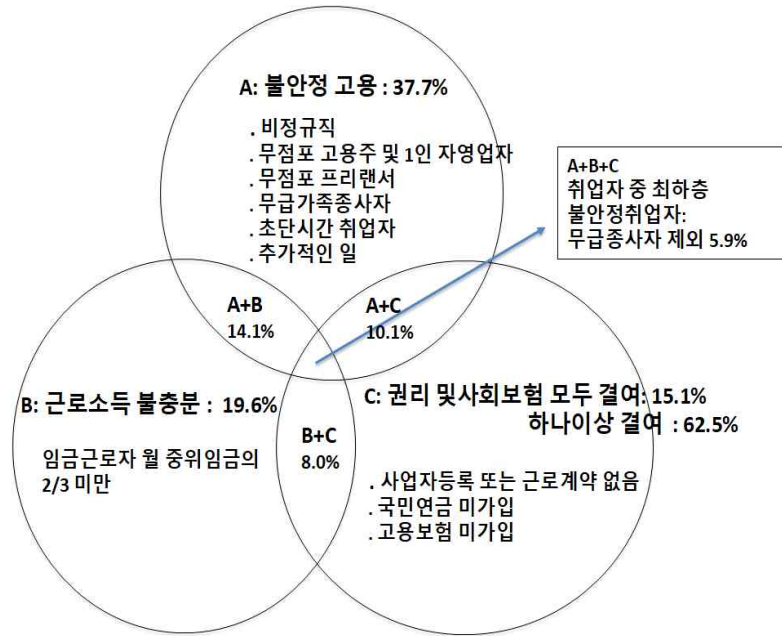 A: 불안정 고용 : 37.7%
. 비정규직
. 무점포 고용주 및 1인 자영업자
. 무점포 프리랜서
. 무급가족종사자
. 초단시간 취업자
. 추가적인 일
A+B+C
취업자 중 최하층
불안정취업자:
무급종사자 제외 5.9%
A+B
14.1%
A+C
10.1%
B: 근로소득 불충분 : 19.6%
임금근로자 월 중위임금의
2/3 미만
B+C
8.0%
C: 권리 및사회보험 모두 결여: 15.1%
하나이상 결여 : 62.5%
. 사업자등록 또는 근로계약 없음
. 국민연금 미가입
. 고용보험 미가입